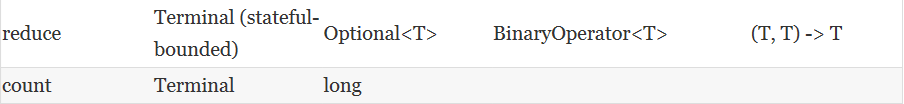 reduce Terminal (stateful-bounded) Optional<T> BinaryOperator<T> (T, T) -> T
count Terminal long